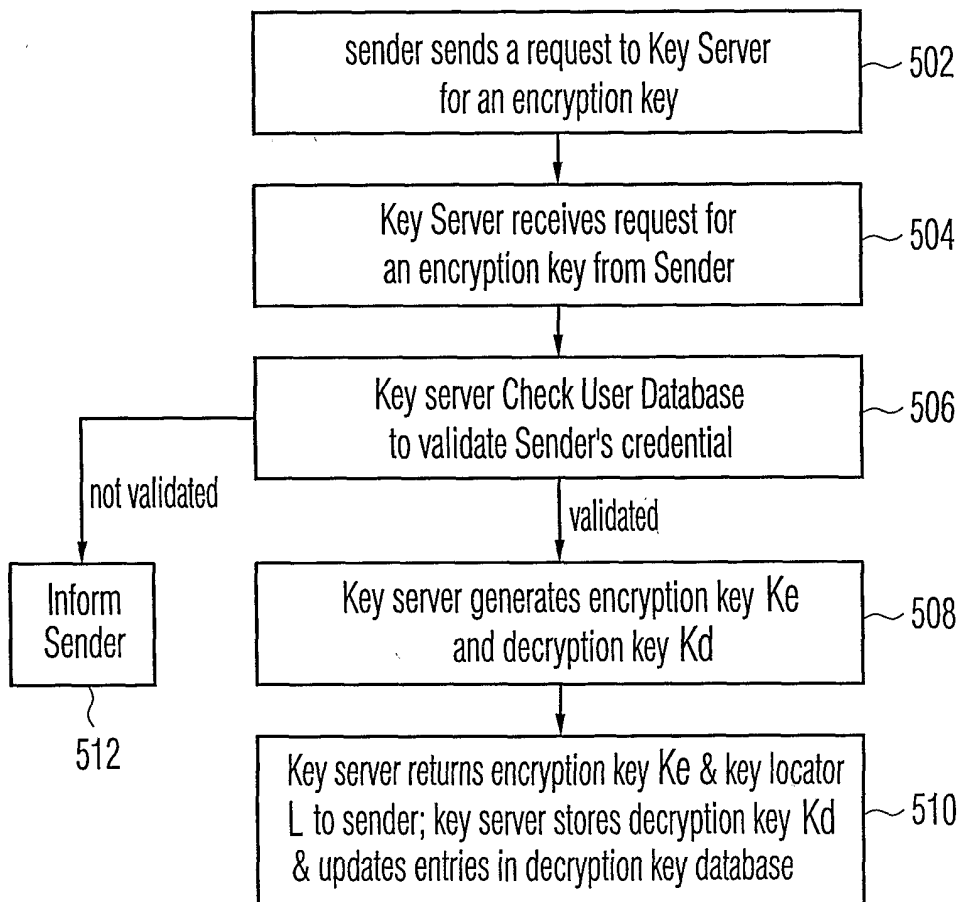 sender sends a request to Key Server
for an encryption key
502
Key Server receives request for
an encryption key from Sender
504
Key server Check User Database
to validate Sender's credential
506
not validated
validated
Inform
Sender
512
Key server generates encryption key Ke
and decryption key Kd
508
Key server returns encryption key Ke & key locator
L to sender; key server stores decryption key Kd
& updates entries in decryption key database
510